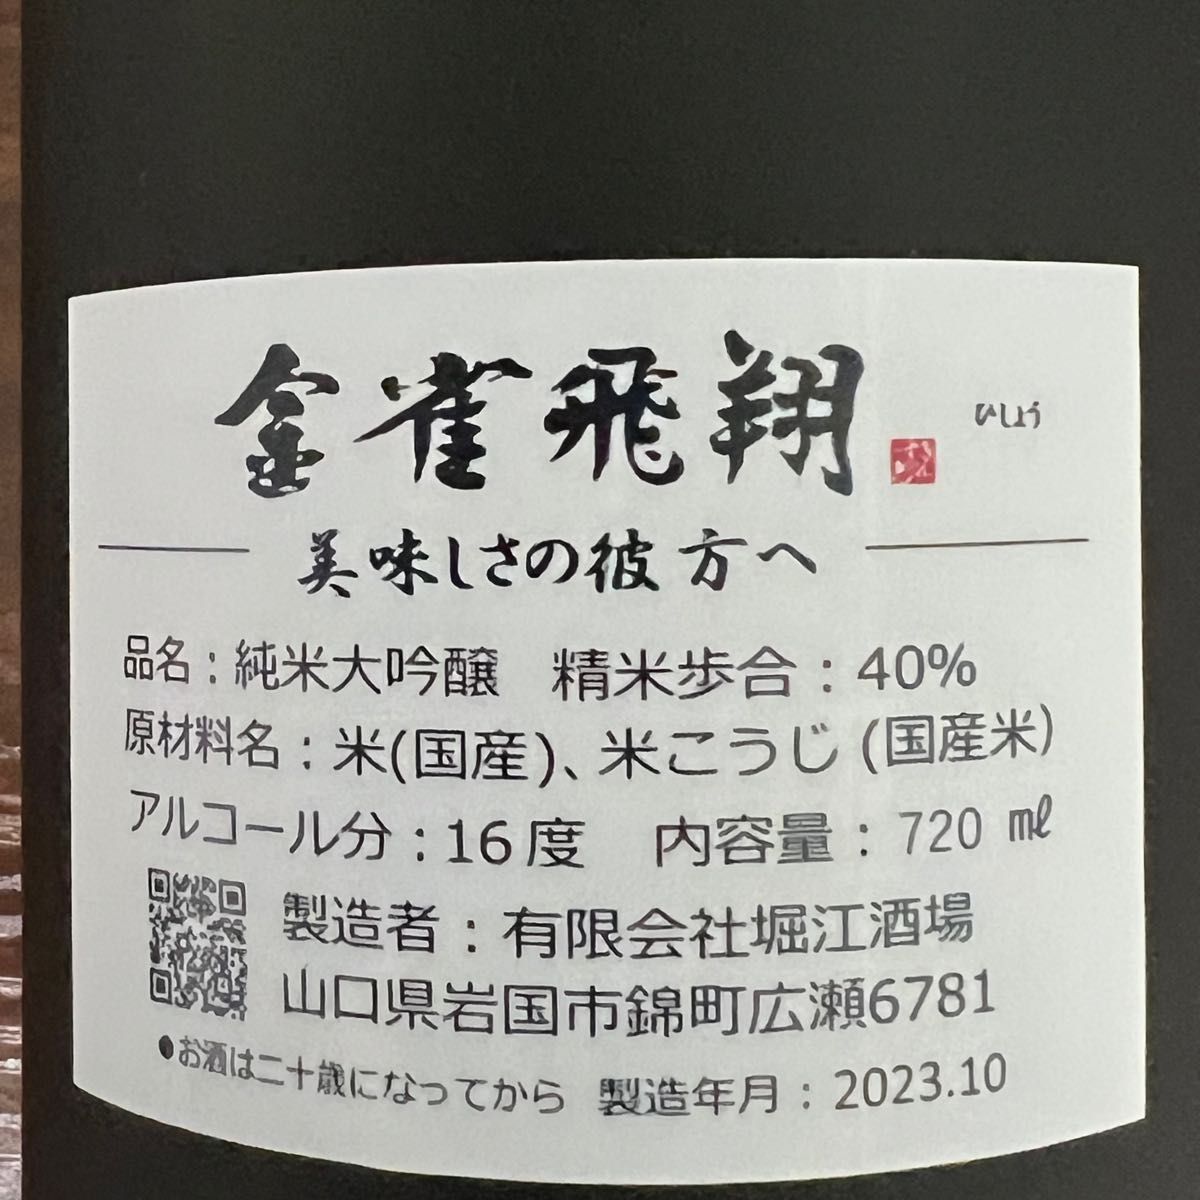 金雀飛翔 ひしょう
美味しさの彼方へ
品名：純米大吟醸　精米歩合：40%
原材料名：米(国産)、米こうじ (国産米)
アルコール分：16度　内容量：720 ㎖
製造者：有限会社堀江酒場
山口県岩国市錦町広瀬6781
●お酒は二十歳になってから　製造年月：2023.10